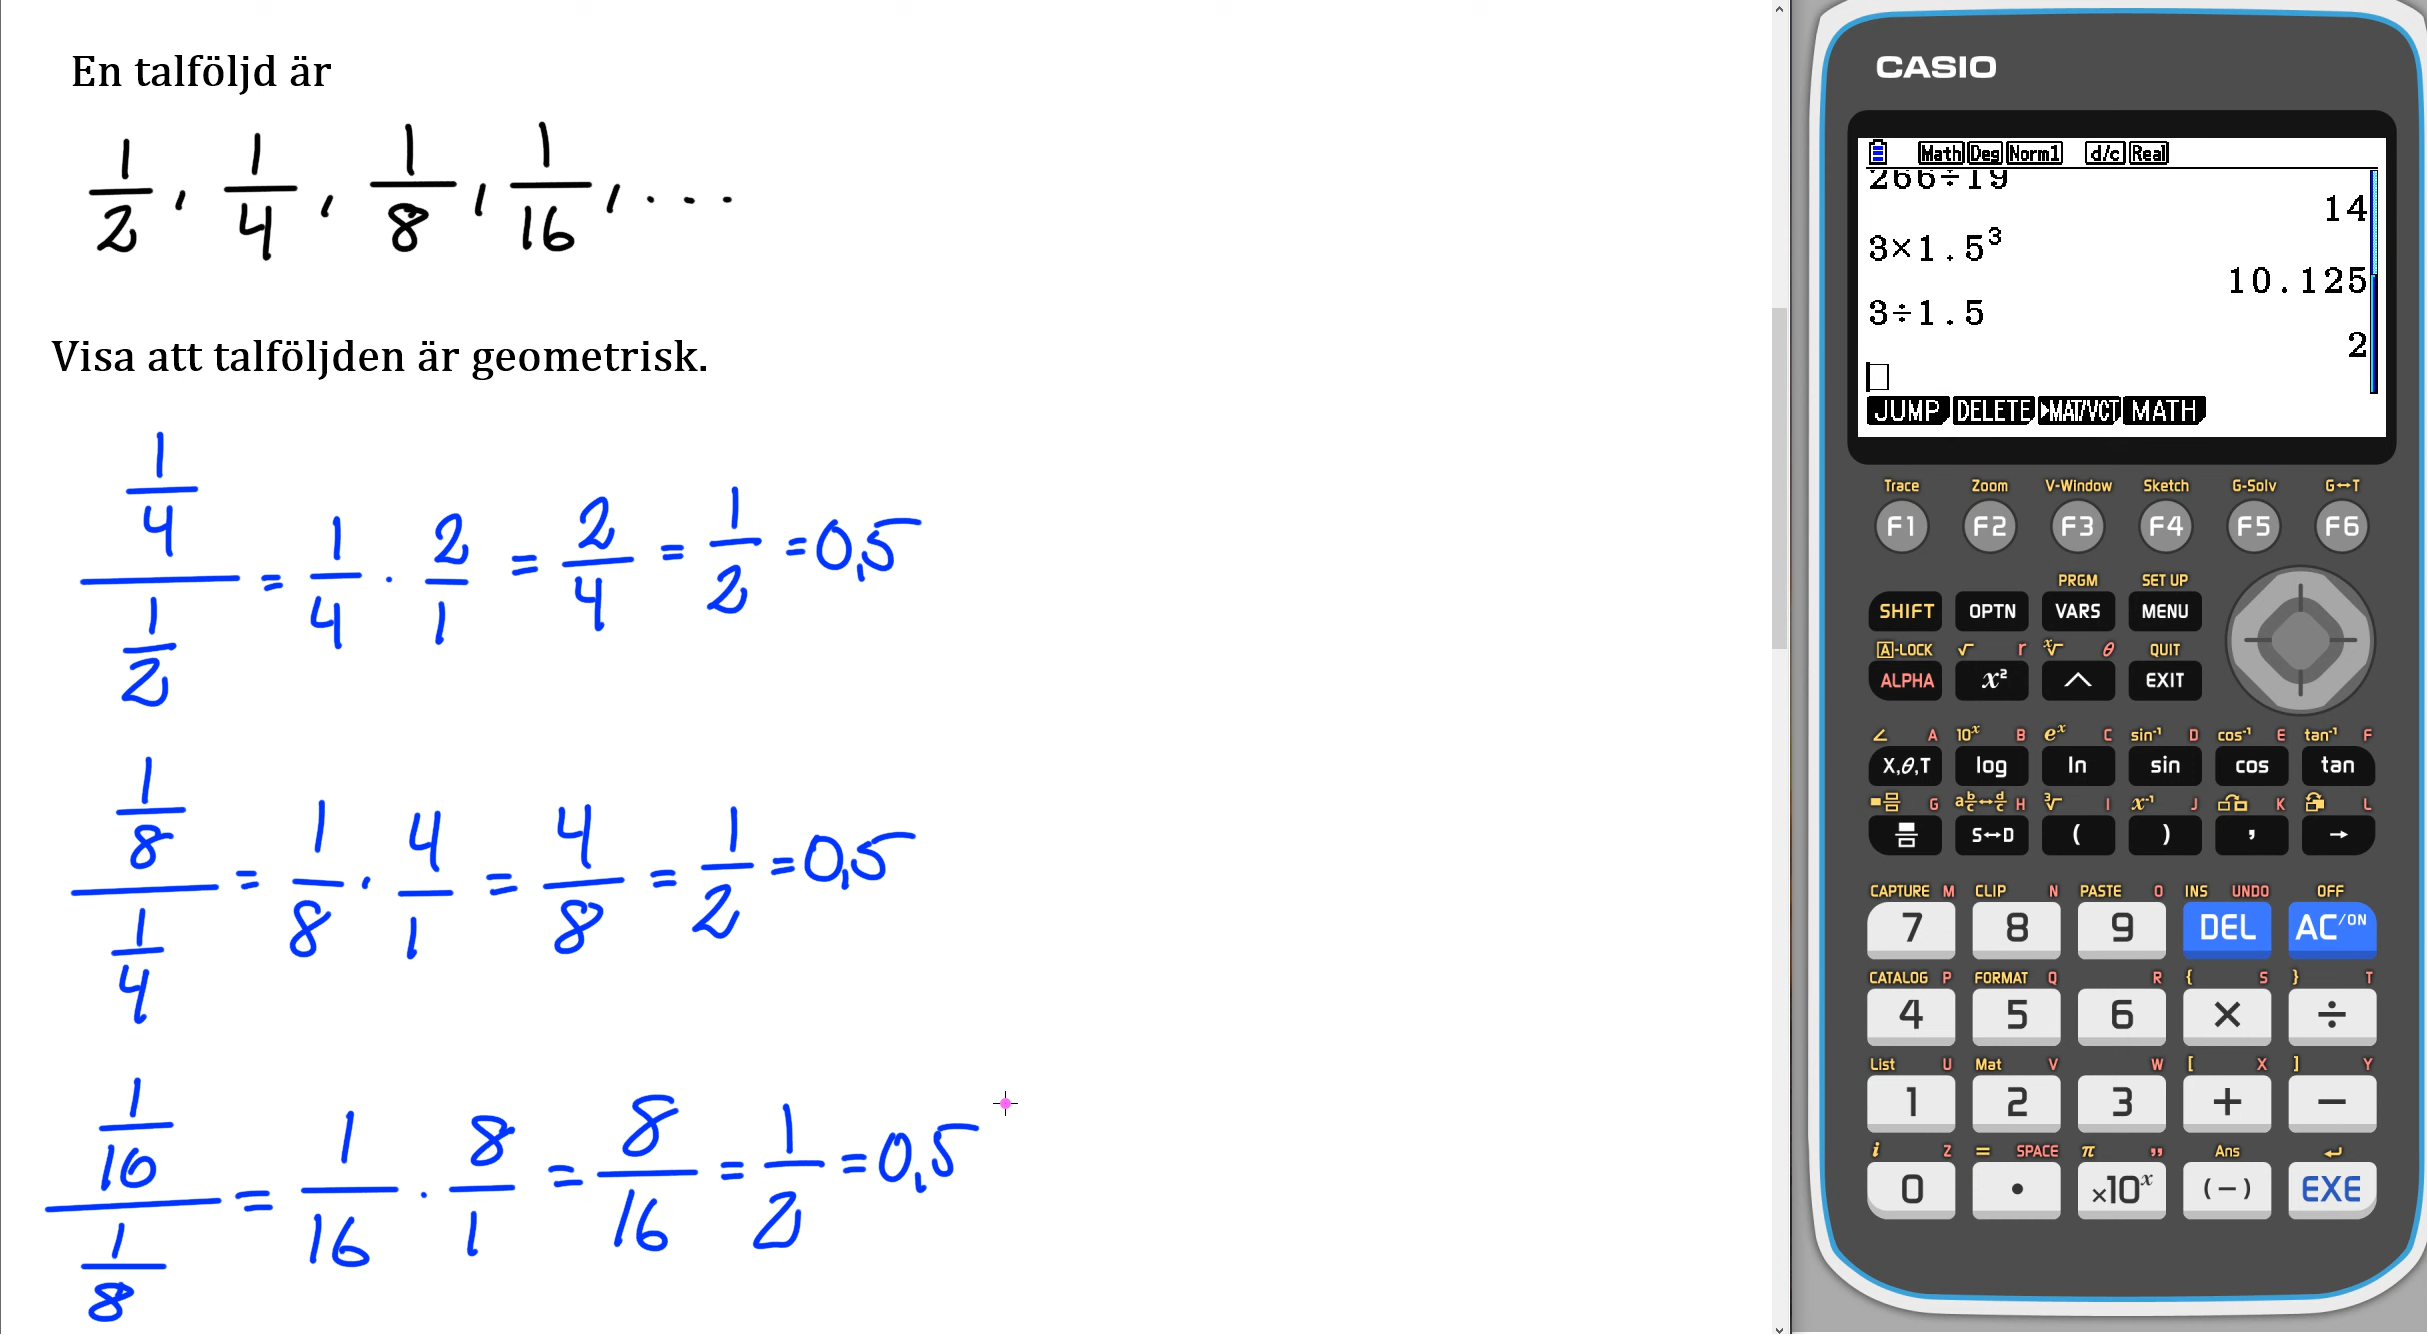 En talföljd är
1/2, 1/4, 1/8, 1/16, ...
Visa att talföljden är geometrisk.
(1/4)/(1/2) = 1/4 · 2/1 = 2/4 = 1/2 = 0,5
(1/8)/(1/4) = 1/8 · 4/1 = 4/8 = 1/2 = 0,5
(1/16)/(1/8) = 1/16 · 8/1 = 8/16 = 1/2 = 0,5
CASIO
Math Deg Norm1 d/c Real
266÷19
14
3×1.5³
10.125
3÷1.5
2
JUMP DELETE ▶MAT/VCT MATH
Trace Zoom V-Window Sketch G-Solv G↔T
F1 F2 F3 F4 F5 F6
PRGM SET UP
SHIFT OPTN VARS MENU
A-LOCK √ r ˣ√ θ QUIT
ALPHA x² ^ EXIT
∠ A 10ˣ B eˣ C sin⁻¹ D cos⁻¹ E tan⁻¹ F
X,θ,T log ln sin cos tan
G a b/c↔d/c H ³√ I x⁻¹ J K L
S↔D ( ) , →
CAPTURE M CLIP N PASTE O INS UNDO OFF
7 8 9 DEL AC/ON
CATALOG P FORMAT Q R { S } T
4 5 6 × ÷
List U Mat V W [ X ] Y
1 2 3 + −
i Z = SPACE π ” Ans ↵
0 • ×10ˣ (−) EXE